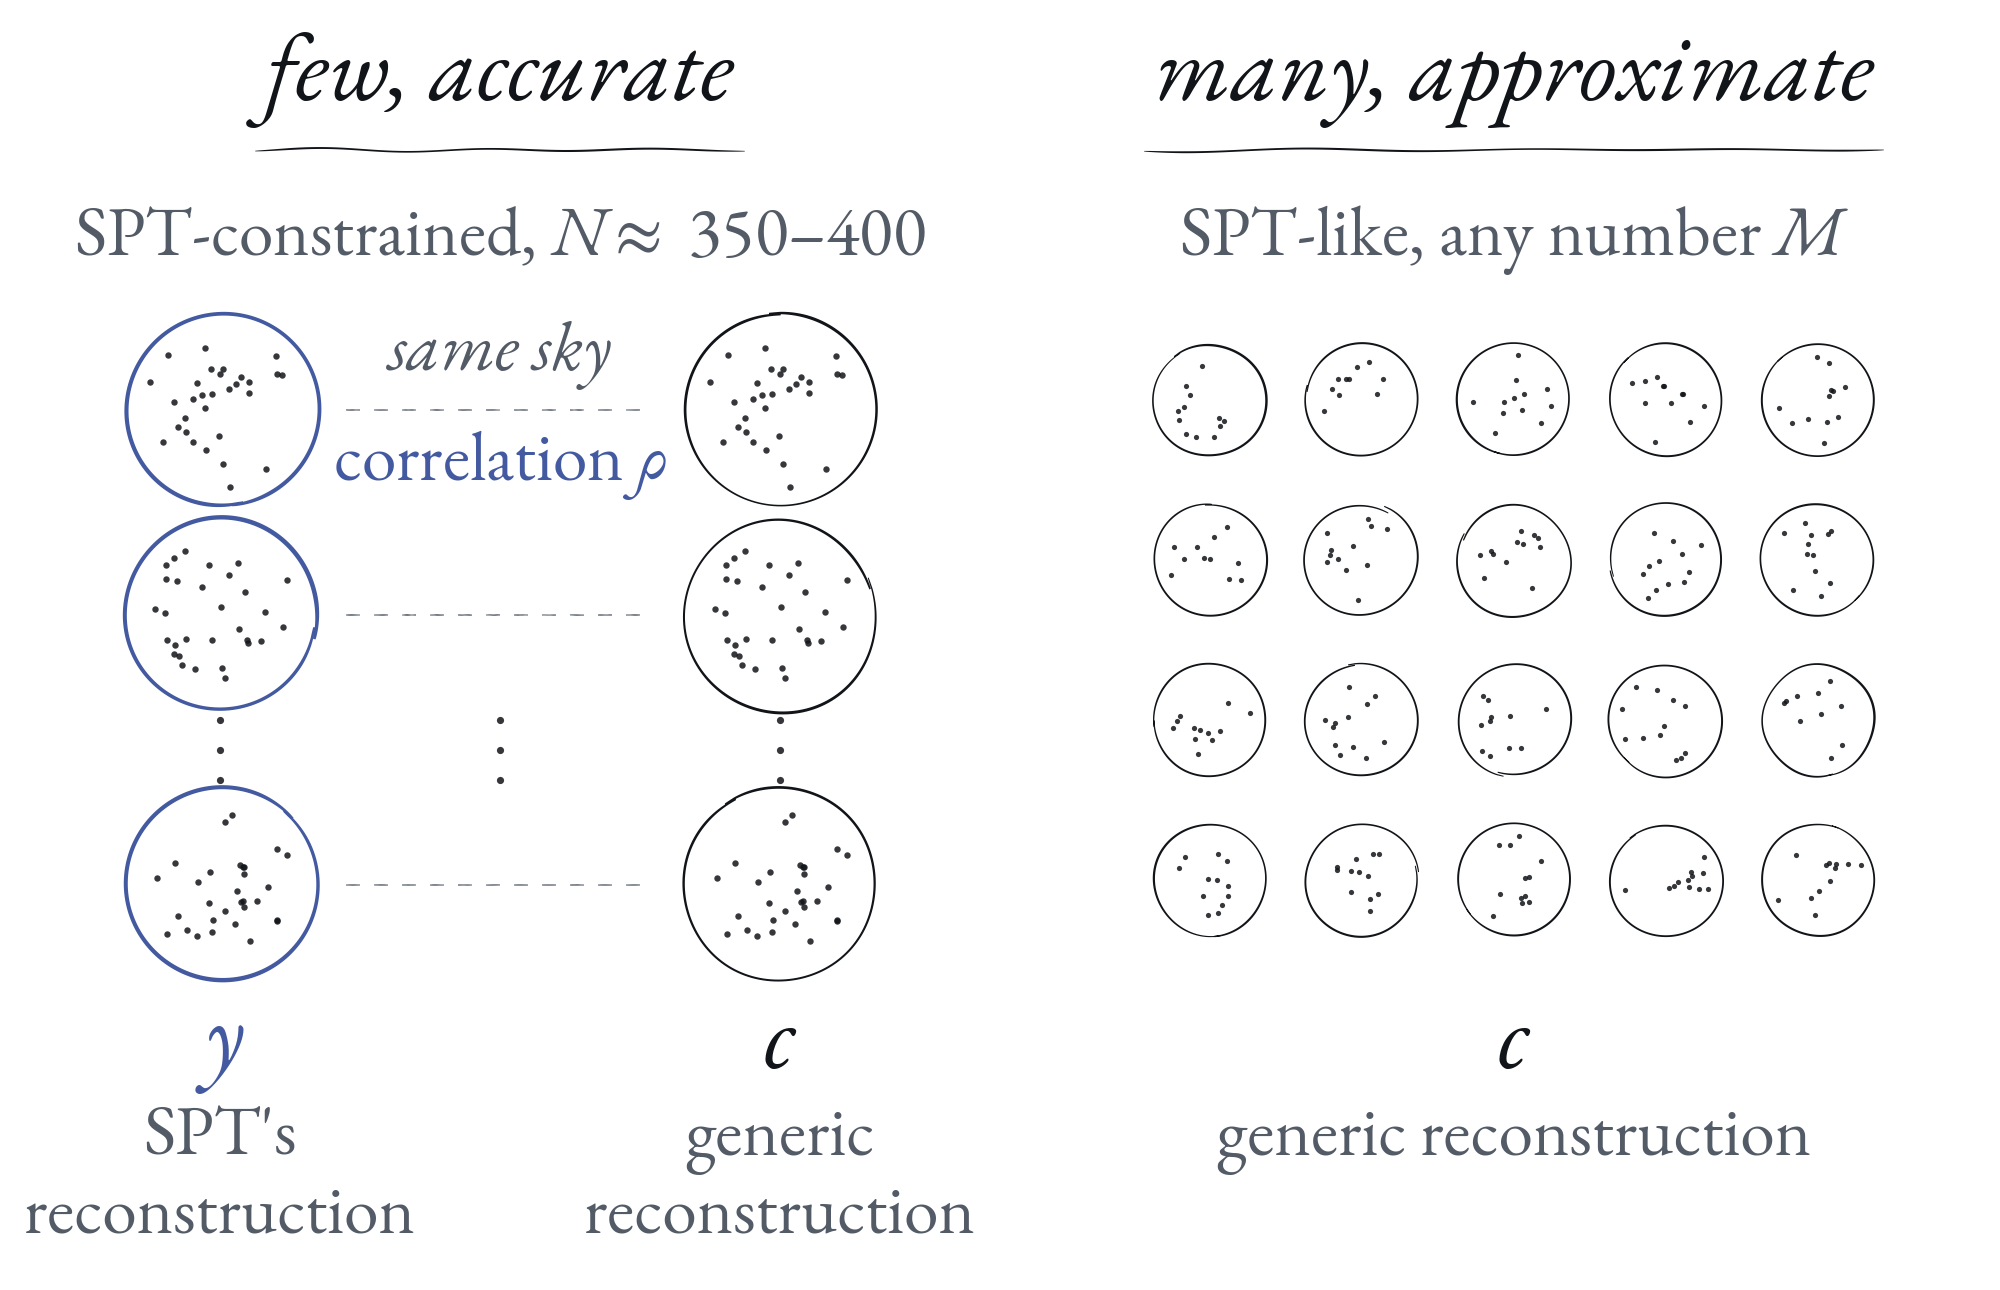 few, accurate
many, approximate
SPT-constrained, N ≈ 350–400
SPT-like, any number M
same sky
correlation ρ
y
c
c
SPT's
reconstruction
generic
reconstruction
generic reconstruction